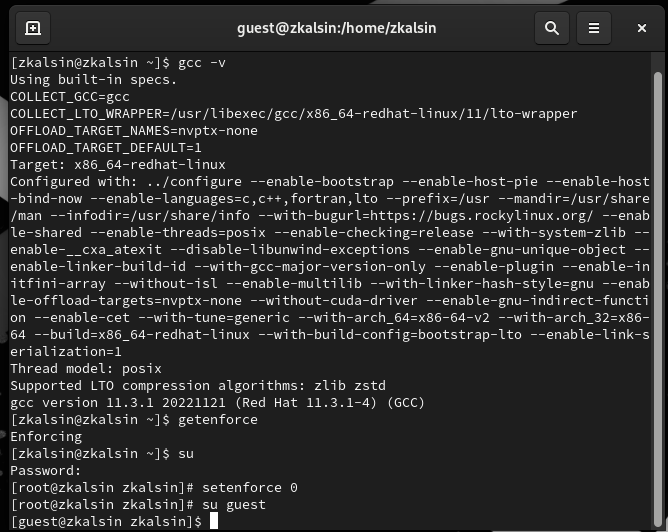 guest@zkalsin:/home/zkalsin
[zkalsin@zkalsin ~]$ gcc -v
Using built-in specs.
COLLECT_GCC=gcc
COLLECT_LTO_WRAPPER=/usr/libexec/gcc/x86_64-redhat-linux/11/lto-wrapper
OFFLOAD_TARGET_NAMES=nvptx-none
OFFLOAD_TARGET_DEFAULT=1
Target: x86_64-redhat-linux
Configured with: ../configure --enable-bootstrap --enable-host-pie --enable-host
-bind-now --enable-languages=c,c++,fortran,lto --prefix=/usr --mandir=/usr/share
/man --infodir=/usr/share/info --with-bugurl=https://bugs.rockylinux.org/ --enab
le-shared --enable-threads=posix --enable-checking=release --with-system-zlib --
enable-__cxa_atexit --disable-libunwind-exceptions --enable-gnu-unique-object --
enable-linker-build-id --with-gcc-major-version-only --enable-plugin --enable-in
itfini-array --without-isl --enable-multilib --with-linker-hash-style=gnu --enab
le-offload-targets=nvptx-none --without-cuda-driver --enable-gnu-indirect-functi
on --enable-cet --with-tune=generic --with-arch_64=x86-64-v2 --with-arch_32=x86-
64 --build=x86_64-redhat-linux --with-build-config=bootstrap-lto --enable-link-s
erialization=1
Thread model: posix
Supported LTO compression algorithms: zlib zstd
gcc version 11.3.1 20221121 (Red Hat 11.3.1-4) (GCC)
[zkalsin@zkalsin ~]$ getenforce
Enforcing
[zkalsin@zkalsin ~]$ su
Password:
[root@zkalsin zkalsin]# setenforce 0
[root@zkalsin zkalsin]# su guest
[guest@zkalsin zkalsin]$